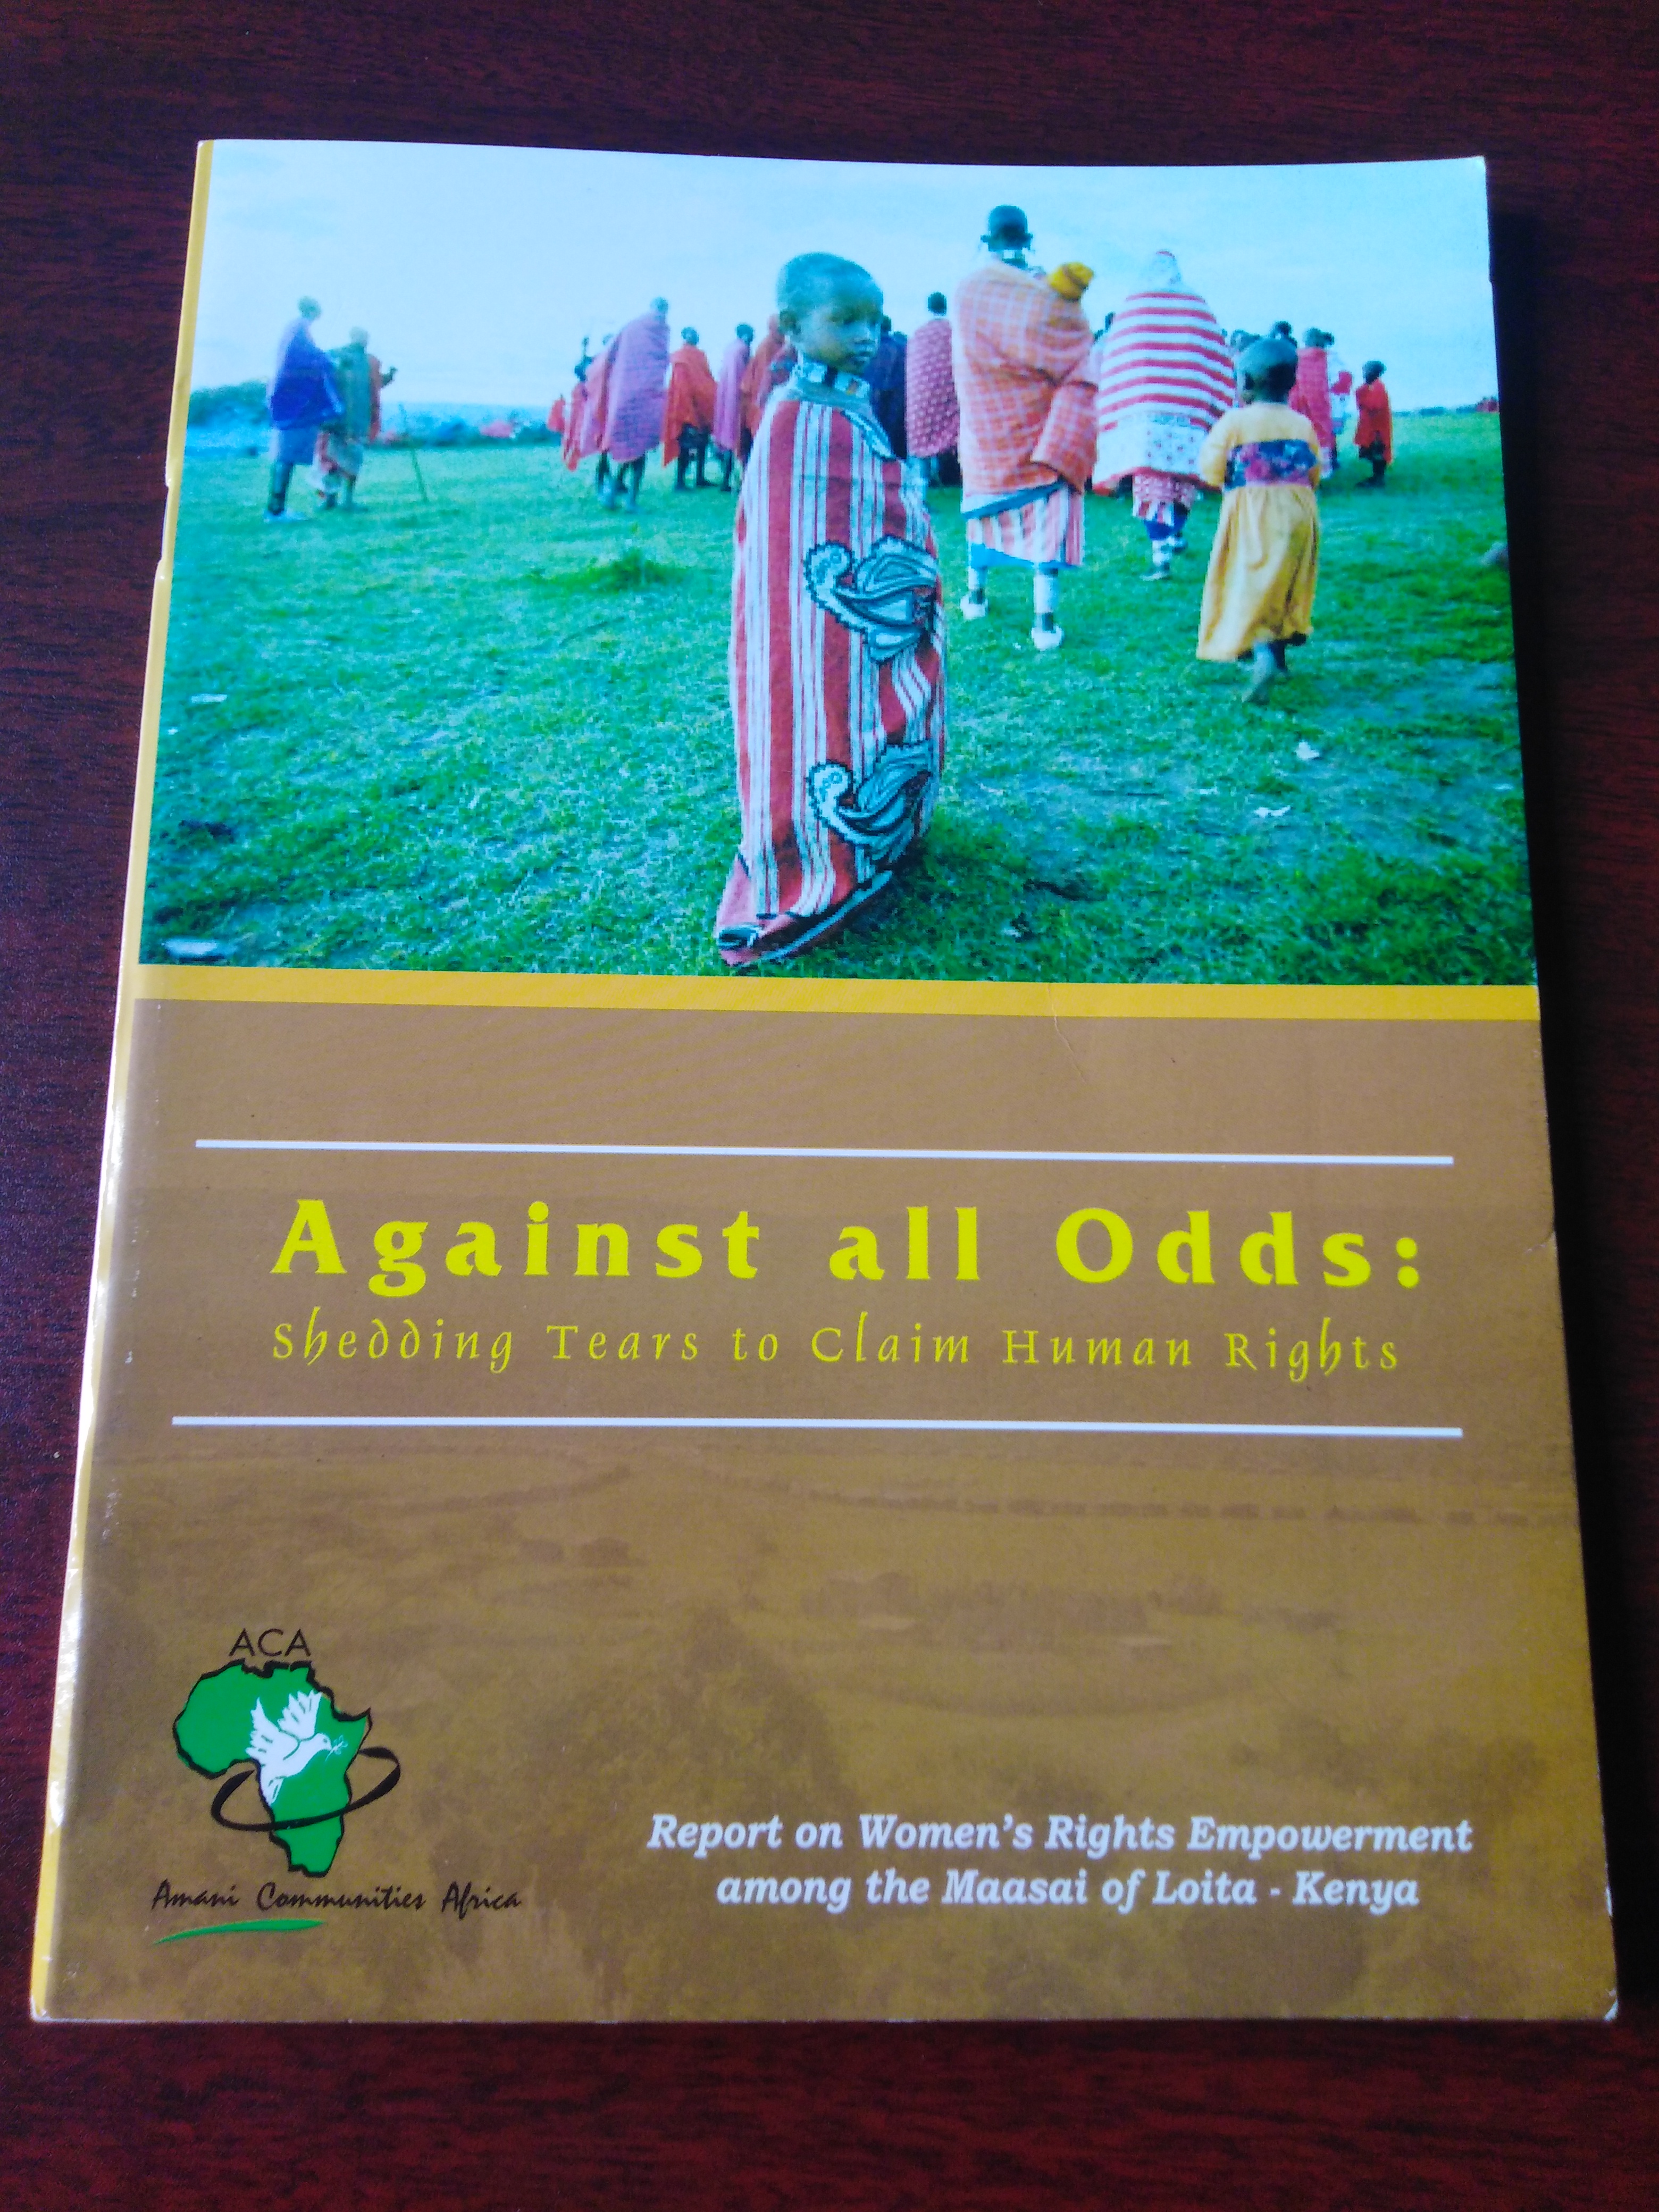 Against all Odds:
Shedding Tears to Claim Human Rights
ACA
Amani Communities Africa
Report on Women's Rights Empowerment
among the Maasai of Loita - Kenya